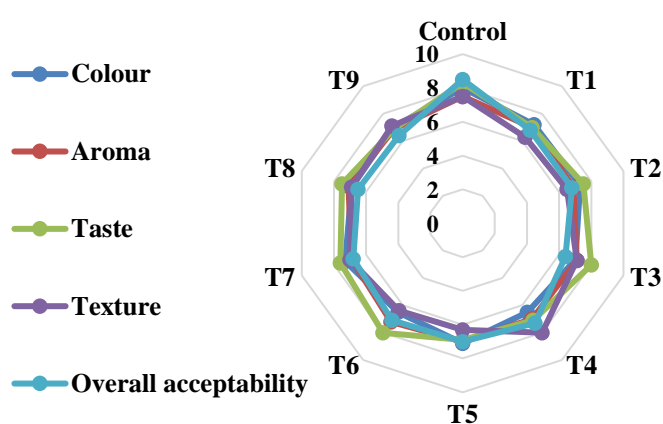 Colour
Aroma
Taste
Texture
Overall acceptability
Control
T1
T2
T3
T4
T5
T6
T7
T8
T9
10
8
6
4
2
0